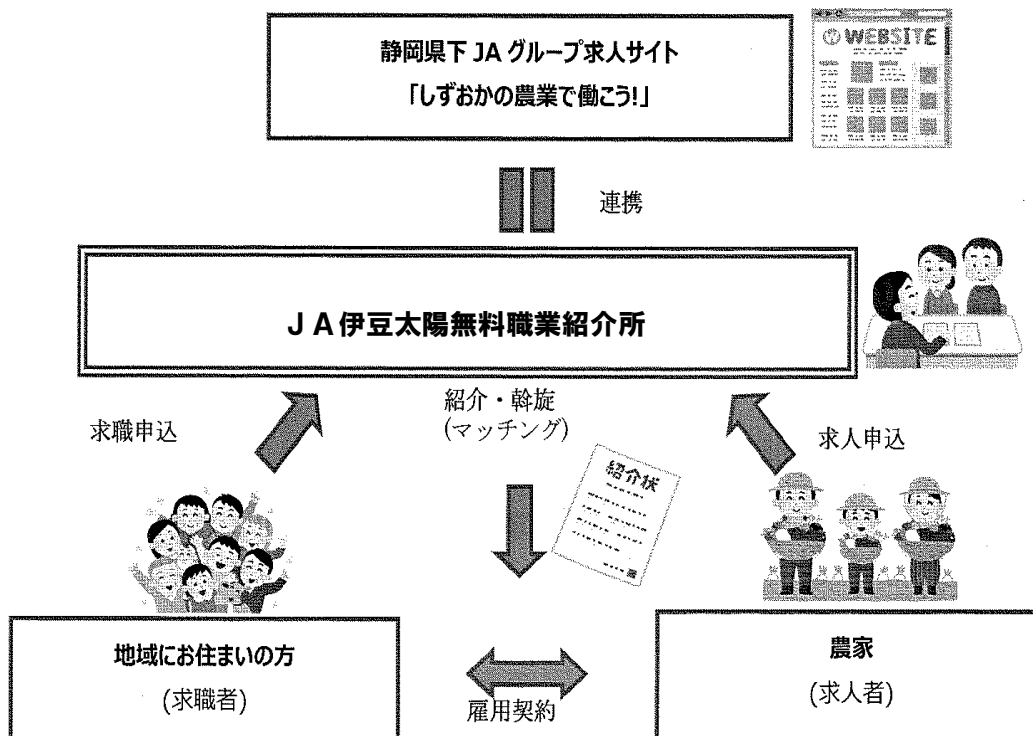 静岡県下 JA グループ求人サイト
「しずおかの農業で働こう!」
WEBSITE
連携
ＪＡ伊豆太陽無料職業紹介所
求職申込
紹介・斡旋
(マッチング)
求人申込
紹介状
地域にお住まいの方
(求職者)
雇用契約
農家
(求人者)